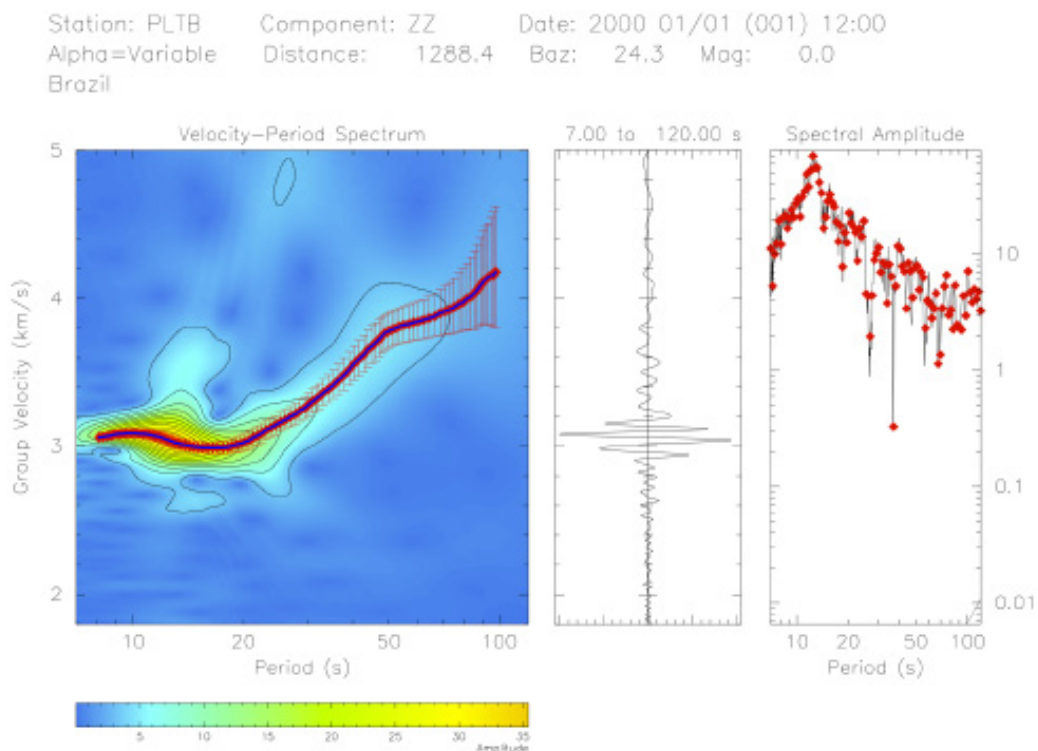 Station: PLTB Component: ZZ Date: 2000 01/01 (001) 12:00
Alpha=Variable Distance: 1288.4 Baz: 24.3 Mag: 0.0
Brazil
Velocity-Period Spectrum
7.00 to 120.00 s
Spectral Amplitude
Group Velocity (km/s)
5
4
3
2
10 20 50 100
Period (s)
10
1
0.1
0.01
10 20 50 100
Period (s)
5 10 15 20 25 30 35
Amplitude